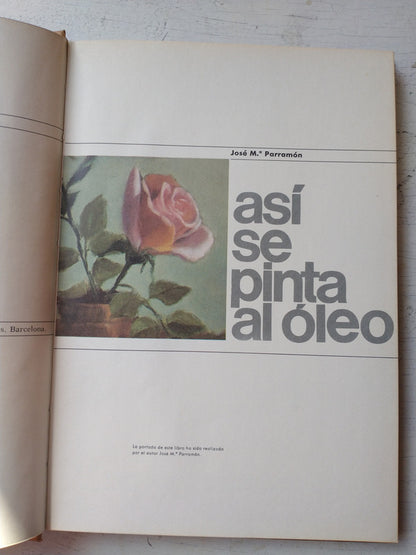 José M.ª Parramón
así
se
pinta
al óleo
s. Barcelona.
La portada de este libro ha sido realizada
por el autor José M.ª Parramón.